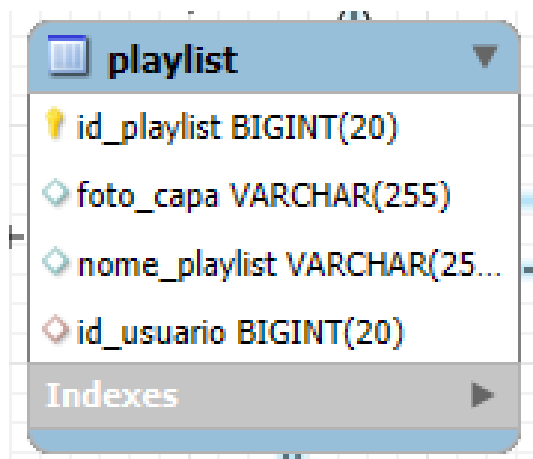 playlist
id_playlist BIGINT(20)
foto_capa VARCHAR(255)
nome_playlist VARCHAR(25...
id_usuario BIGINT(20)
Indexes